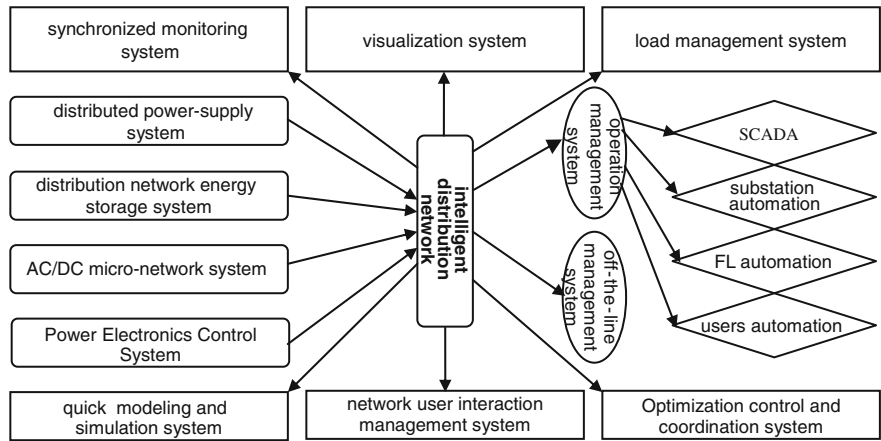 synchronized monitoring
system
visualization system
load management system
distributed power-supply
system
distribution network energy
storage system
AC/DC micro-network system
Power Electronics Control
System
intelligent
distribution
network
operation
management
system
off-the-line
management
system
SCADA
substation
automation
FL automation
users automation
quick modeling and
simulation system
network user interaction
management system
Optimization control and
coordination system